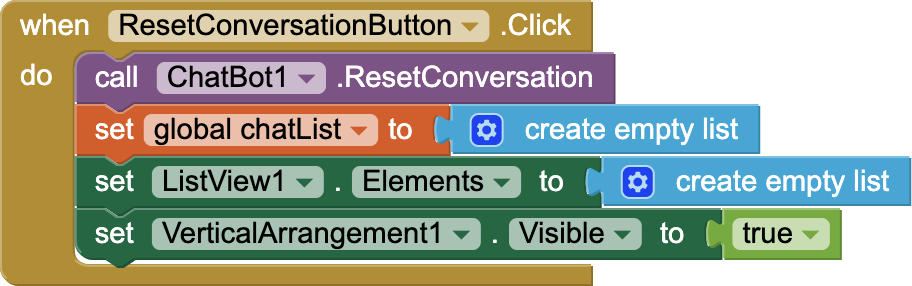 when ResetConversationButton .Click
do call ChatBot1 .ResetConversation
set global chatList to create empty list
set ListView1 . Elements to create empty list
set VerticalArrangement1 . Visible to true